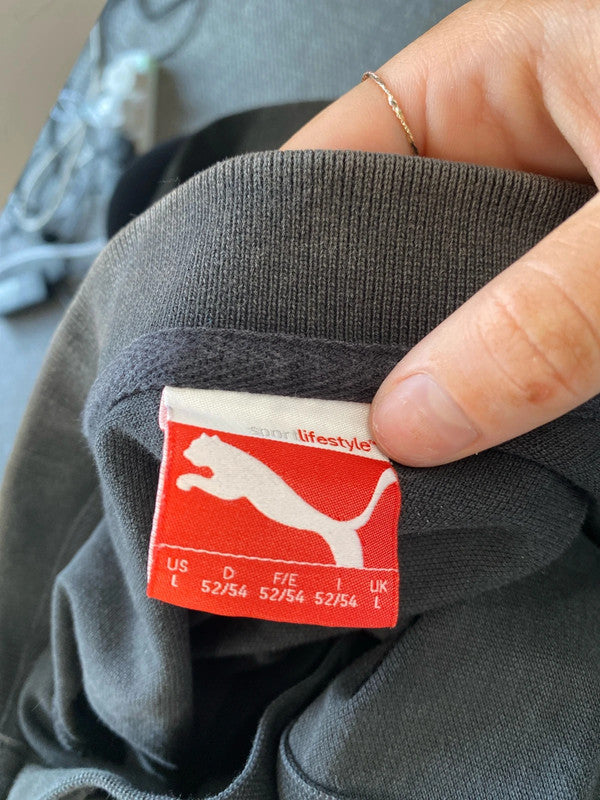 sportlifestyle®
US D F/E I UK
L 52/54 52/54 52/54 L